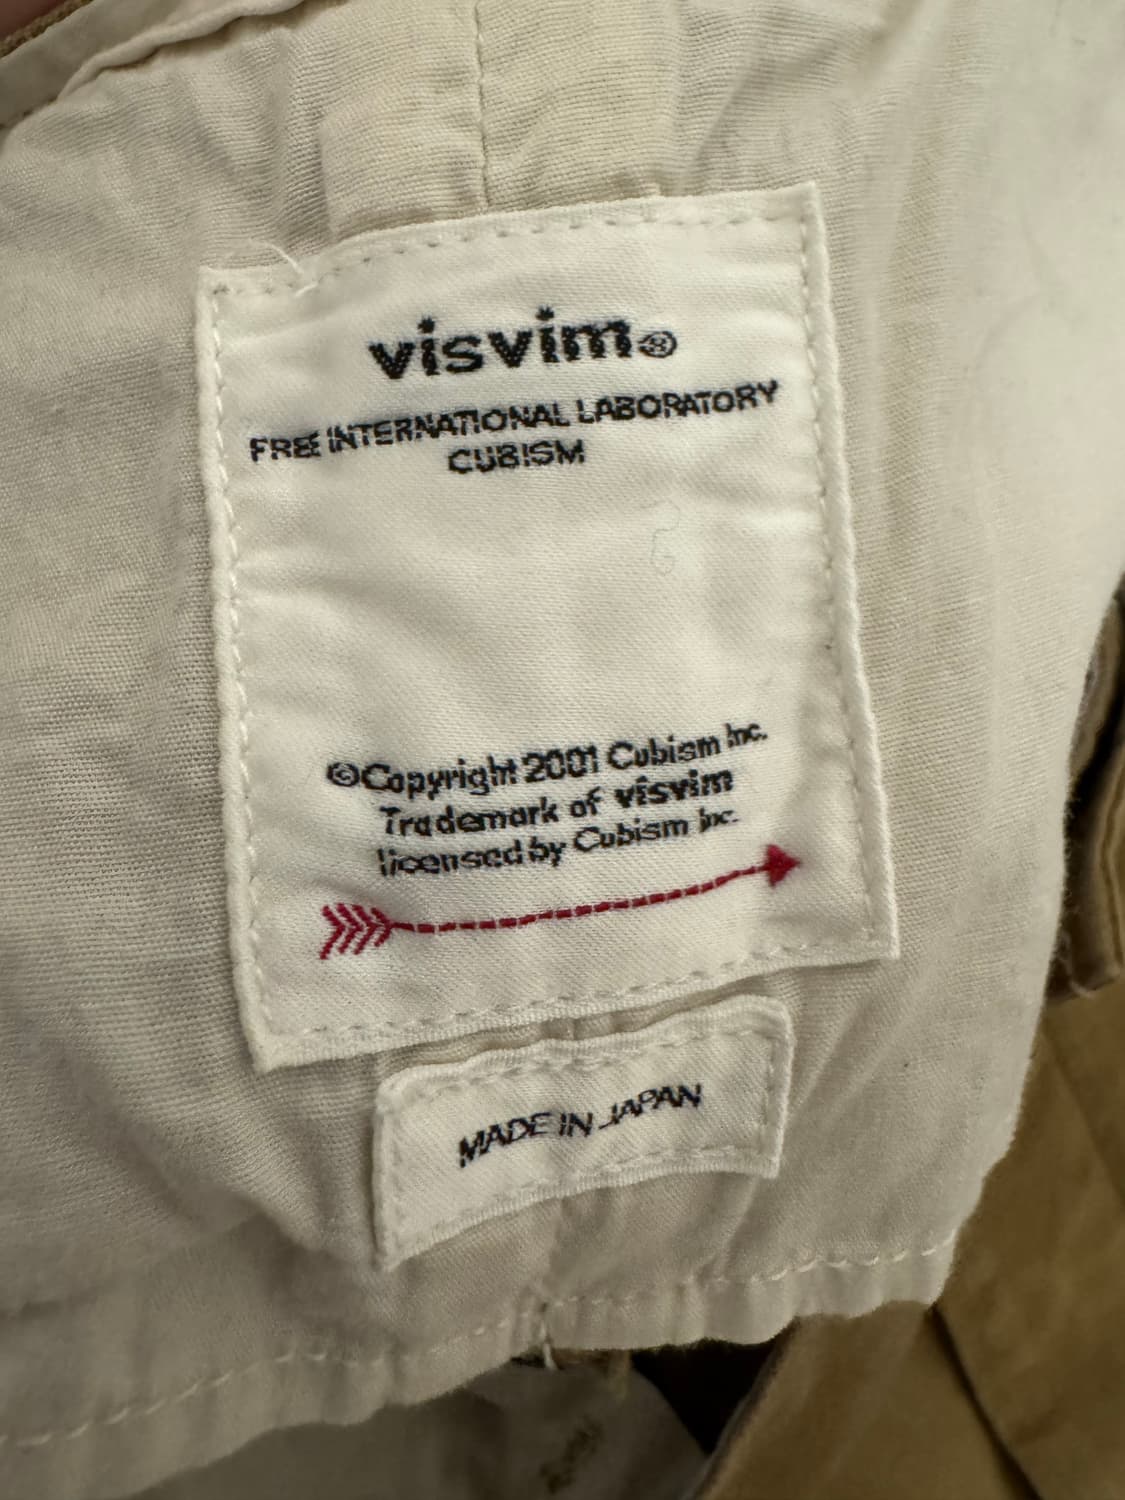 visvim®
FREE INTERNATIONAL LABORATORY
CUBISM
©Copyright 2001 Cubism Inc.
Trademark of visvim
licensed by Cubism Inc.
MADE IN JAPAN